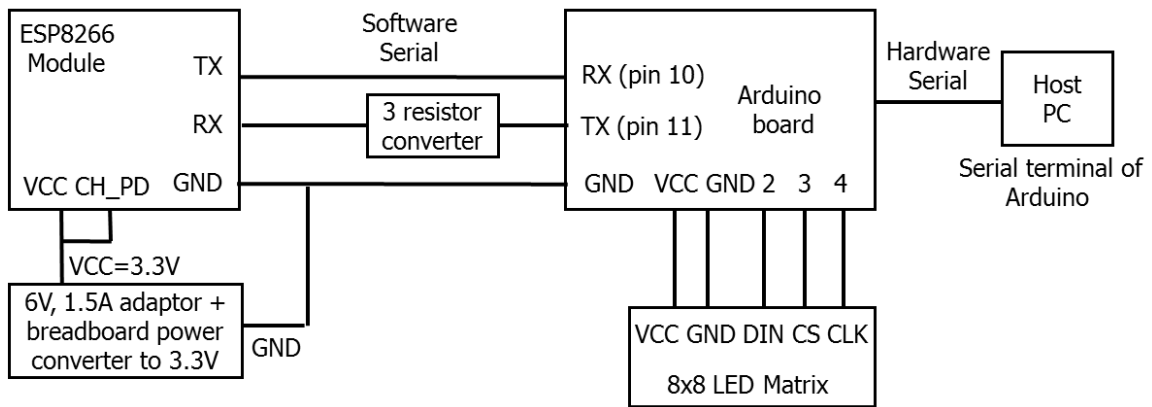 ESP8266
Module
TX
RX
VCC CH_PD GND
Software
Serial
3 resistor
converter
RX (pin 10)
TX (pin 11)
Arduino
board
GND VCC GND 2 3 4
Hardware
Serial
Host
PC
Serial terminal of
Arduino
VCC=3.3V
6V, 1.5A adaptor +
breadboard power
converter to 3.3V
GND
VCC GND DIN CS CLK
8x8 LED Matrix